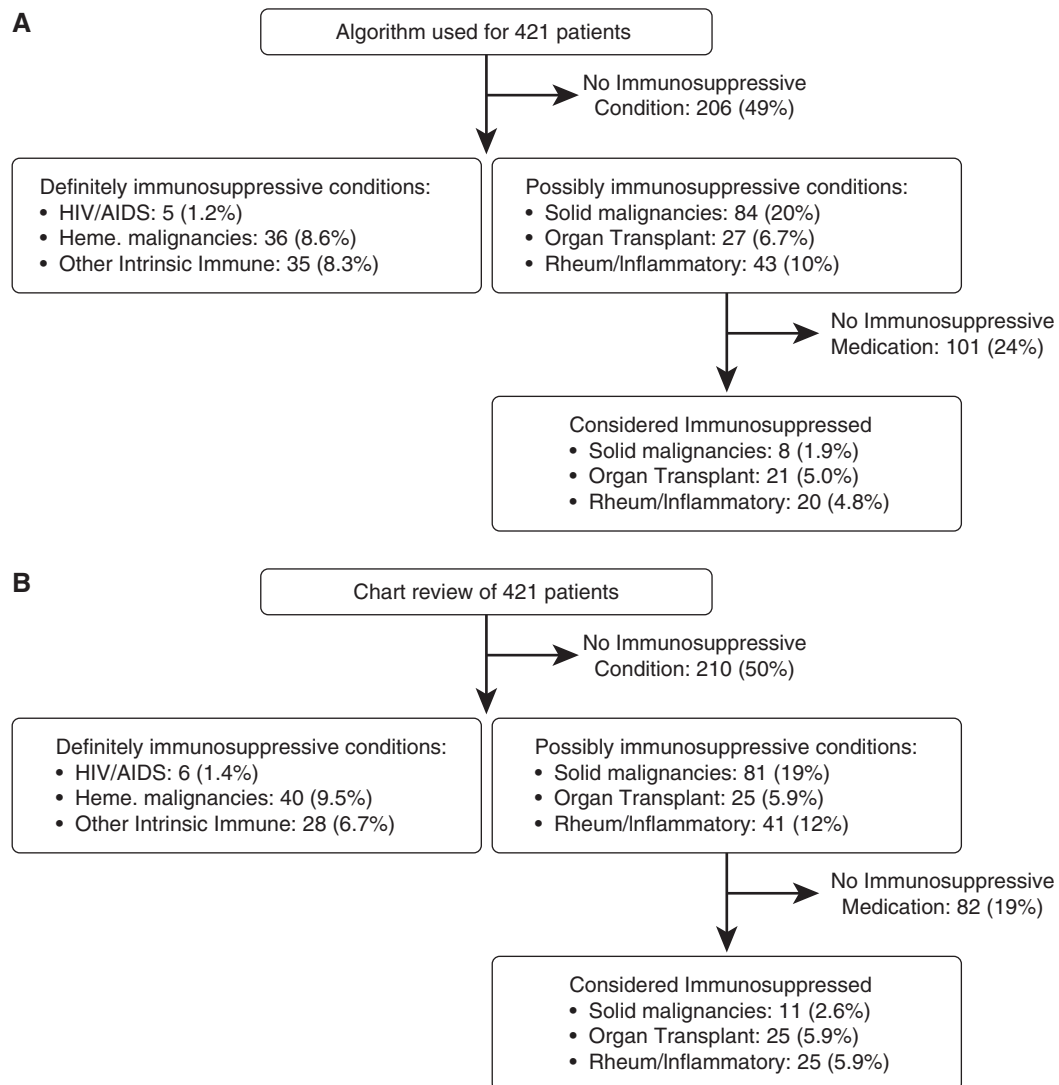 A
Algorithm used for 421 patients
No Immunosuppressive
Condition: 206 (49%)
Definitely immunosuppressive conditions:
• HIV/AIDS: 5 (1.2%)
• Heme. malignancies: 36 (8.6%)
• Other Intrinsic Immune: 35 (8.3%)
Possibly immunosuppressive conditions:
• Solid malignancies: 84 (20%)
• Organ Transplant: 27 (6.7%)
• Rheum/Inflammatory: 43 (10%)
No Immunosuppressive
Medication: 101 (24%)
Considered Immunosuppressed
• Solid malignancies: 8 (1.9%)
• Organ Transplant: 21 (5.0%)
• Rheum/Inflammatory: 20 (4.8%)
B
Chart review of 421 patients
No Immunosuppressive
Condition: 210 (50%)
Definitely immunosuppressive conditions:
• HIV/AIDS: 6 (1.4%)
• Heme. malignancies: 40 (9.5%)
• Other Intrinsic Immune: 28 (6.7%)
Possibly immunosuppressive conditions:
• Solid malignancies: 81 (19%)
• Organ Transplant: 25 (5.9%)
• Rheum/Inflammatory: 41 (12%)
No Immunosuppressive
Medication: 82 (19%)
Considered Immunosuppressed
• Solid malignancies: 11 (2.6%)
• Organ Transplant: 25 (5.9%)
• Rheum/Inflammatory: 25 (5.9%)